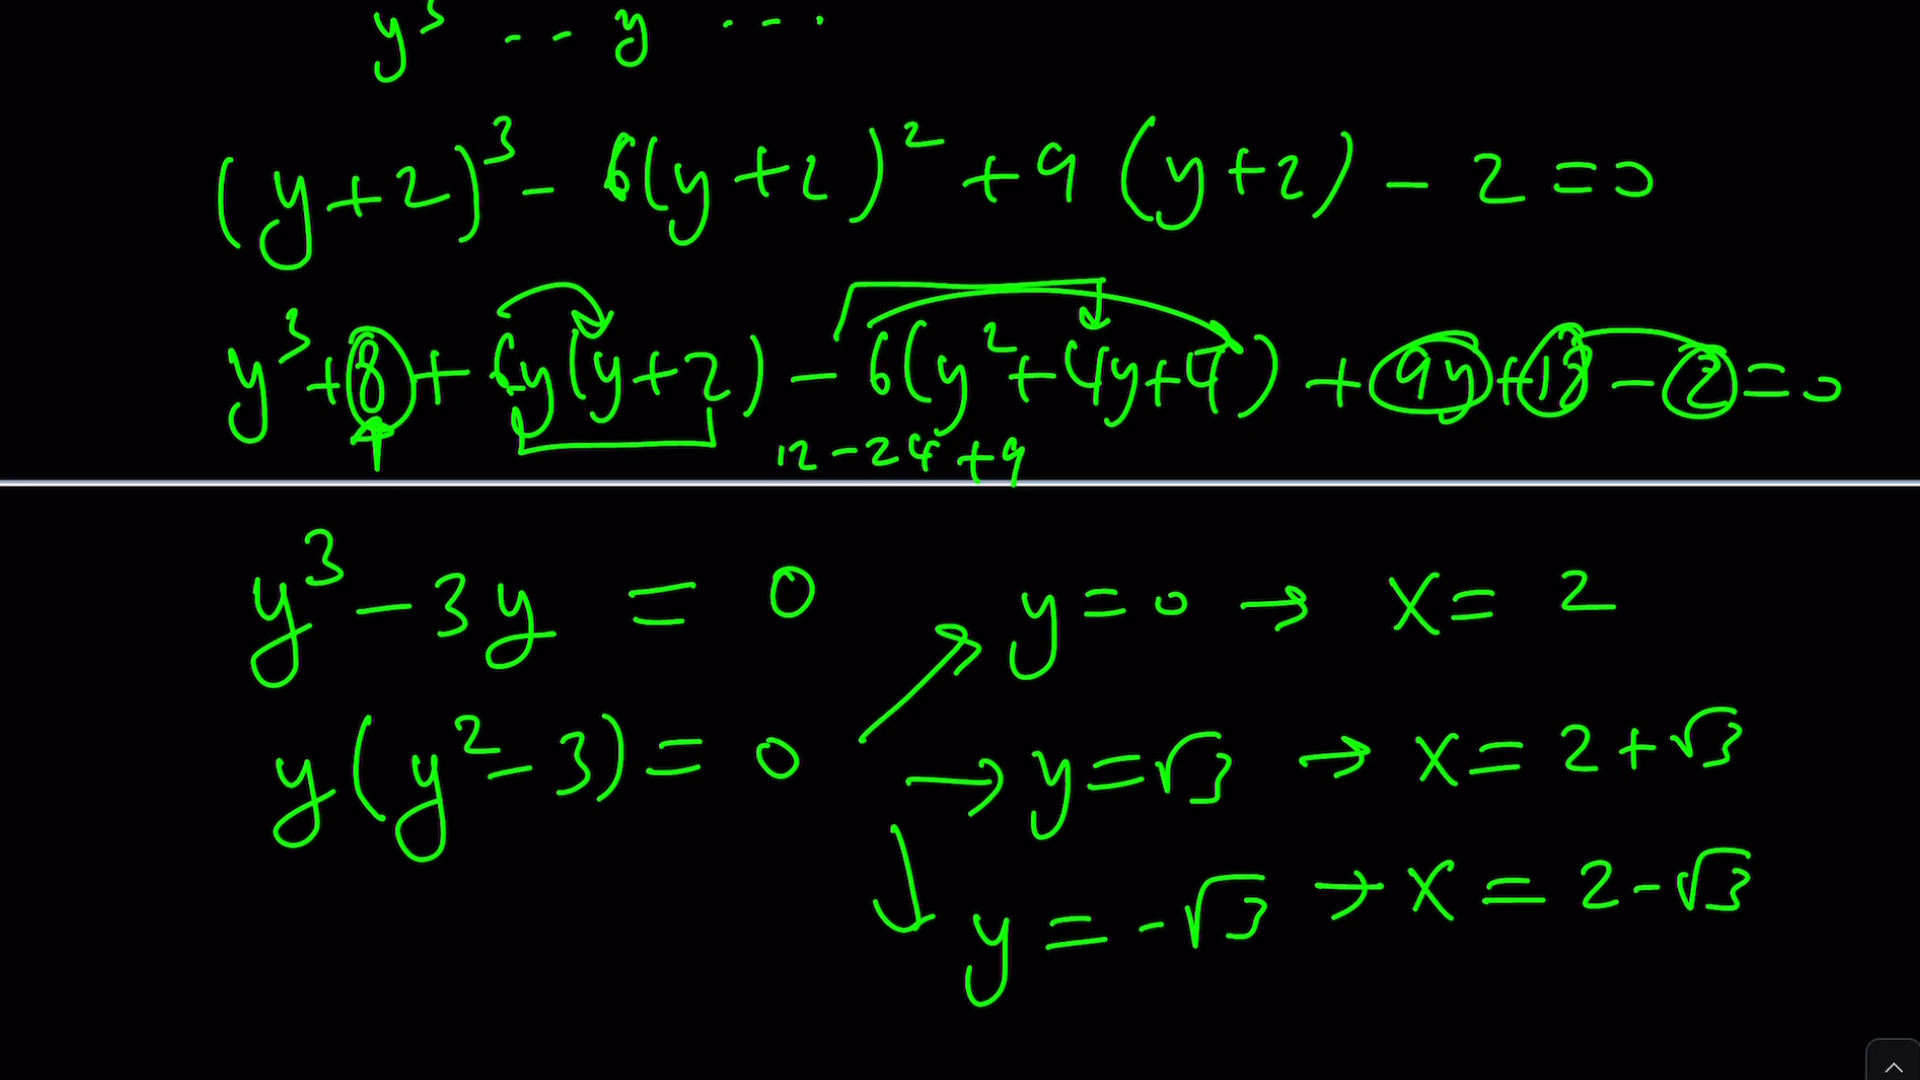 y³ -- y ---
(y+2)³ - 6(y+2)² + 9(y+2) - 2 = 0
y³ + 8 + 6y(y+2) - 6(y² + 4y + 4) + 9y + 18 - 2 = 0
12 - 24 + 9
y³ - 3y = 0
y = 0 → x = 2
y(y² - 3) = 0
→ y = √3 → x = 2 + √3
y = -√3 → x = 2 - √3